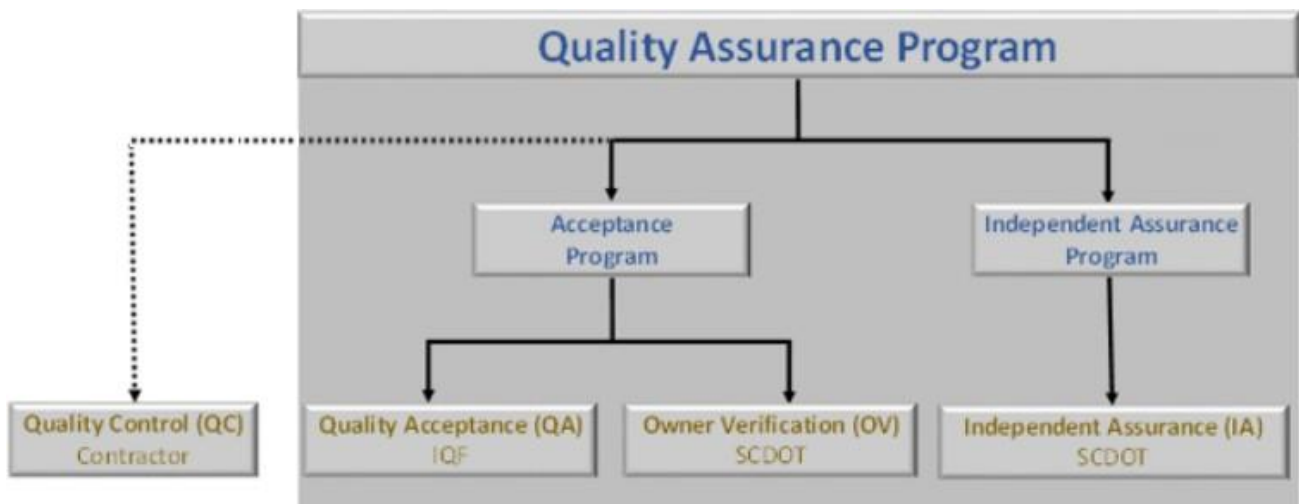 Quality Assurance Program
Acceptance
Program
Independent Assurance
Program
Quality Control (QC)
Contractor
Quality Acceptance (QA)
IQF
Owner Verification (OV)
SCDOT
Independent Assurance (IA)
SCDOT